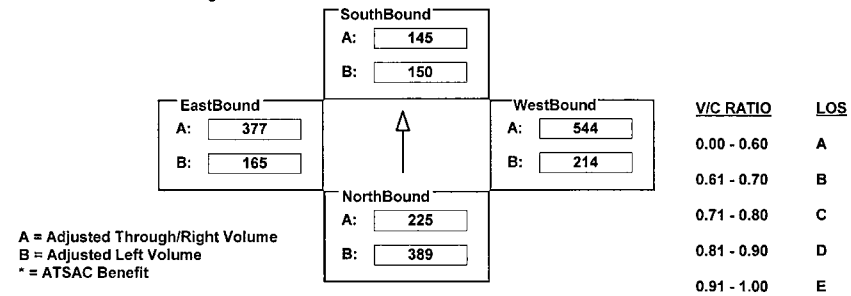 SouthBound
A: 145
B: 150
EastBound
A: 377
B: 165
WestBound
A: 544
B: 214
NorthBound
A: 225
B: 389
A = Adjusted Through/Right Volume
B = Adjusted Left Volume
* = ATSAC Benefit
V/C RATIO LOS
0.00 - 0.60 A
0.61 - 0.70 B
0.71 - 0.80 C
0.81 - 0.90 D
0.91 - 1.00 E